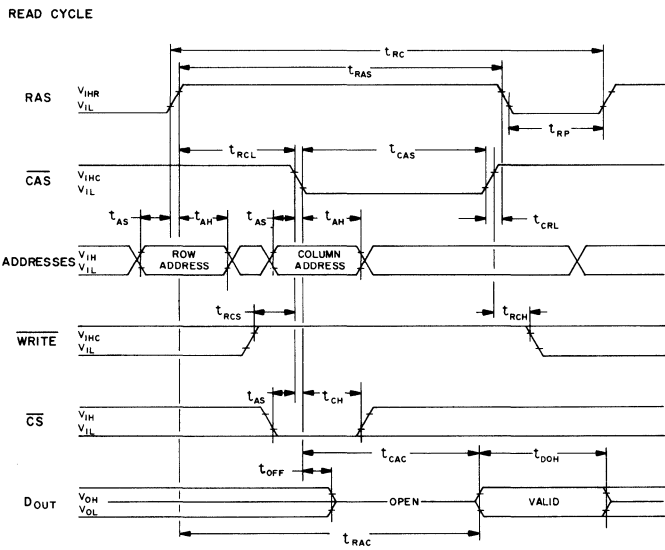 READ CYCLE
tRC
tRAS
RAS VIHR
VIL
tRP
tRCL tCAS
CAS VIHC
VIL
tAS tAH tAS tAH tCRL
ADDRESSES VIH
VIL
ROW ADDRESS
COLUMN ADDRESS
tRCS tRCH
WRITE VIHC
VIL
tAS tCH
CS VIH
VIL
tCAC tDOH
tOFF
DOUT VOH
VOL
OPEN VALID
tRAC